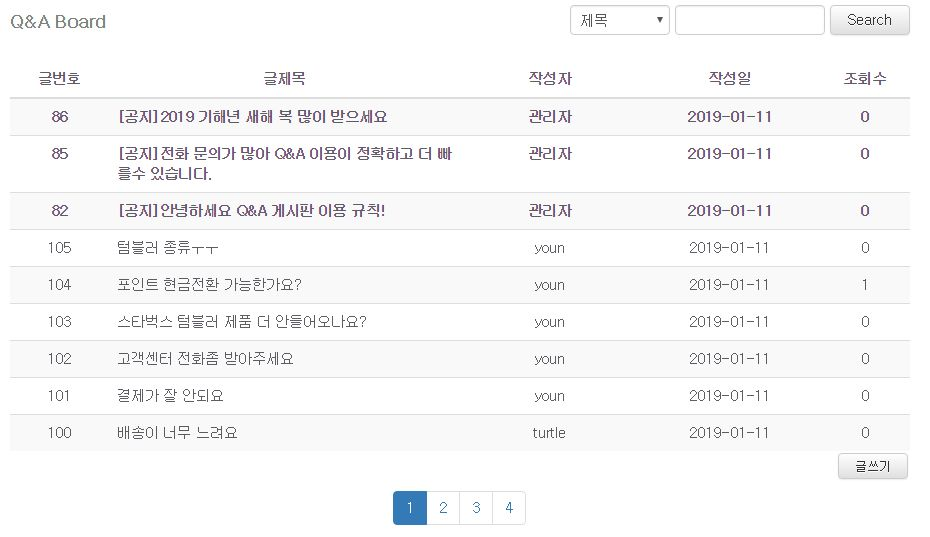 Q&A Board 제목 Search
글번호 글제목 작성자 작성일 조회수
86 [공지]2019 기해년 새해 복 많이 받으세요 관리자 2019-01-11 0
85 [공지]전화 문의가 많아 Q&A 이용이 정확하고 더 빠 관리자 2019-01-11 0
를수 있습니다.
82 [공지]안녕하세요 Q&A 게시판 이용 규칙! 관리자 2019-01-11 0
105 텀블러 종류ㅜㅜ youn 2019-01-11 0
104 포인트 현금전환 가능한가요? youn 2019-01-11 1
103 스타벅스 텀블러 제품 더 안들어오나요? youn 2019-01-11 0
102 고객센터 전화좀 받아주세요 youn 2019-01-11 0
101 결제가 잘 안되요 youn 2019-01-11 0
100 배송이 너무 느려요 turtle 2019-01-11 0
글쓰기
1 2 3 4